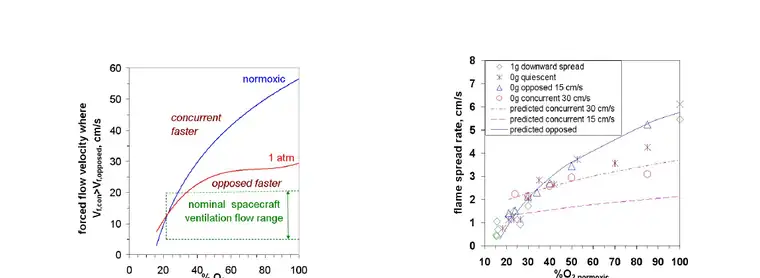 60
50
40
30
20
10
0
0 20 40 60 80 100
forced flow velocity where
Vf,con>Vf,opposed, cm/s
normoxic
concurrent
faster
1 atm
opposed faster
nominal spacecraft
ventilation flow range
8
7
6
5
4
3
2
1
0
10 20 30 40 50 60 70 80 90 100
flame spread rate, cm/s
1g downward spread
0g quiescent
0g opposed 15 cm/s
0g concurrent 30 cm/s
predicted concurrent 30 cm/s
predicted concurrent 15 cm/s
predicted opposed
%O2 normoxic